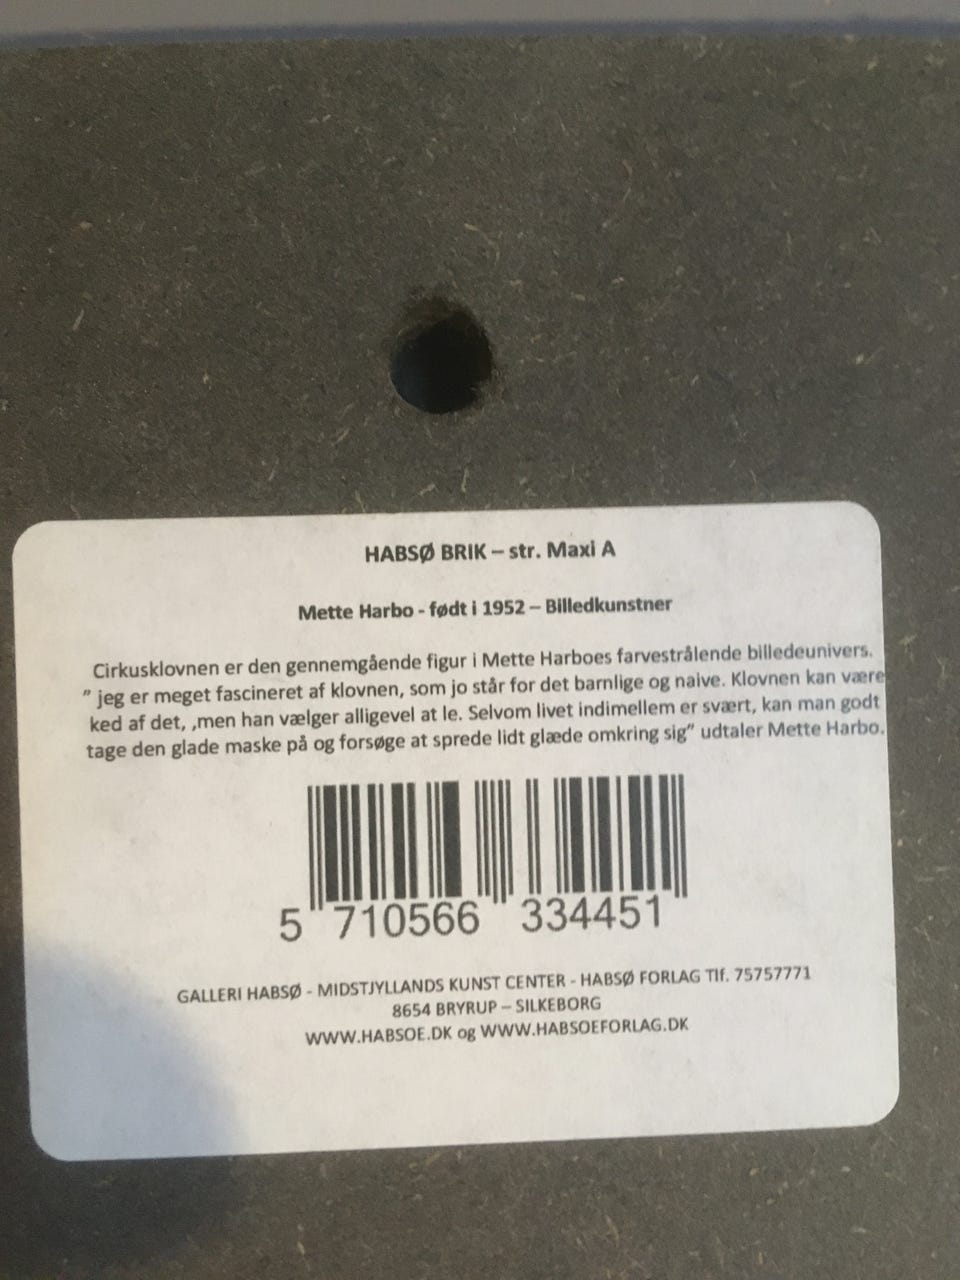 HABSØ BRIK – str. Maxi A
Mette Harbo - født i 1952 – Billedkunstner
Cirkusklovnen er den gennemgående figur i Mette Harboes farvestrålende billedeunivers.
” jeg er meget fascineret af klovnen, som jo står for det barnlige og naive. Klovnen kan være
ked af det, ,men han vælger alligevel at le. Selvom livet indimellem er svært, kan man godt
tage den glade maske på og forsøge at sprede lidt glæde omkring sig” udtaler Mette Harbo.
5 710566 334451
GALLERI HABSØ - MIDSTJYLLANDS KUNST CENTER - HABSØ FORLAG Tlf. 75757771
8654 BRYRUP – SILKEBORG
WWW.HABSOE.DK og WWW.HABSOEFORLAG.DK